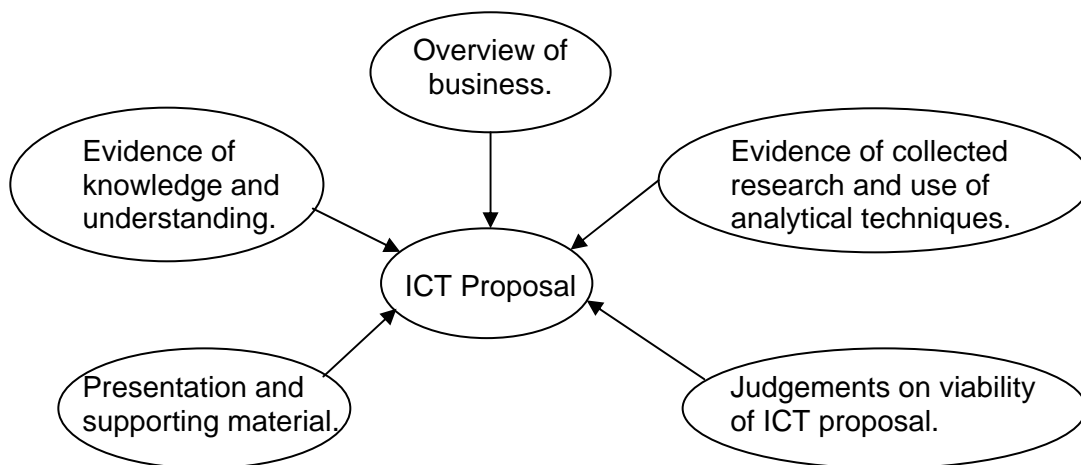 Overview of
business.
Evidence of
knowledge and
understanding.
Evidence of collected
research and use of
analytical techniques.
ICT Proposal
Presentation and
supporting material.
Judgements on viability
of ICT proposal.